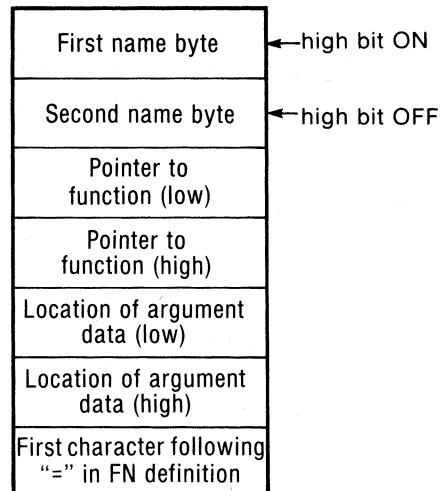 First name byte
high bit ON
Second name byte
high bit OFF
Pointer to
function (low)
Pointer to
function (high)
Location of argument
data (low)
Location of argument
data (high)
First character following
“=” in FN definition